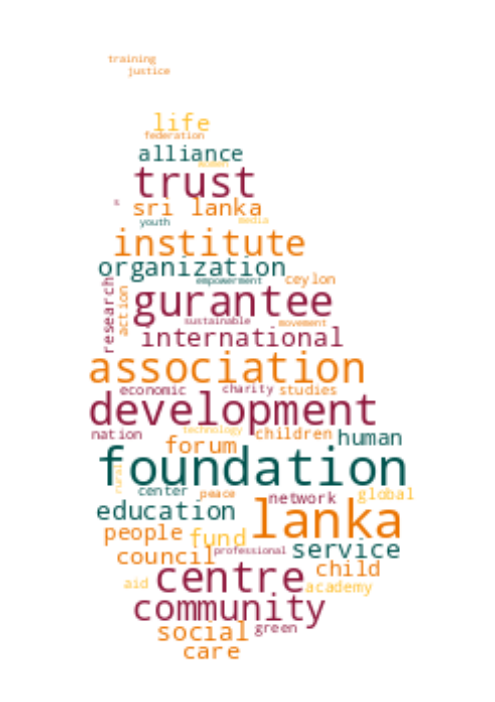 training
justice
life
federation
alliance
women
trust
s
sri lanka
youth media
institute
organization
empowerment ceylon
research
action
gurantee
sustainable movement
international
association
economic charity studies
development
nation technology children human
forum
foundation
rural
center peace network global
education lanka
people fund
council professional service
child
aid centre academy
community
social green
care